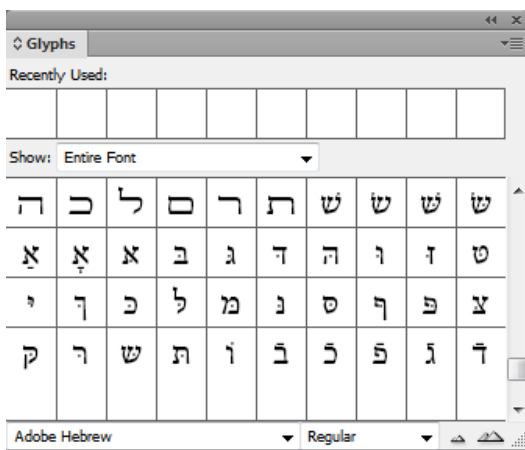 Glyphs
Recently Used:
Show: Entire Font
ﬣ ﬤ ﬥ ﬦ ﬧ ﬨ שׁ שׂ שּׁ שּׂ
אַ אָ אּ בּ גּ דּ הּ וּ זּ טּ
יּ ךּ כּ לּ מּ נּ סּ ףּ פּ צּ
קּ רּ שּ תּ וֹ בֿ כֿ פֿ גֿ דֿ
Adobe Hebrew Regular